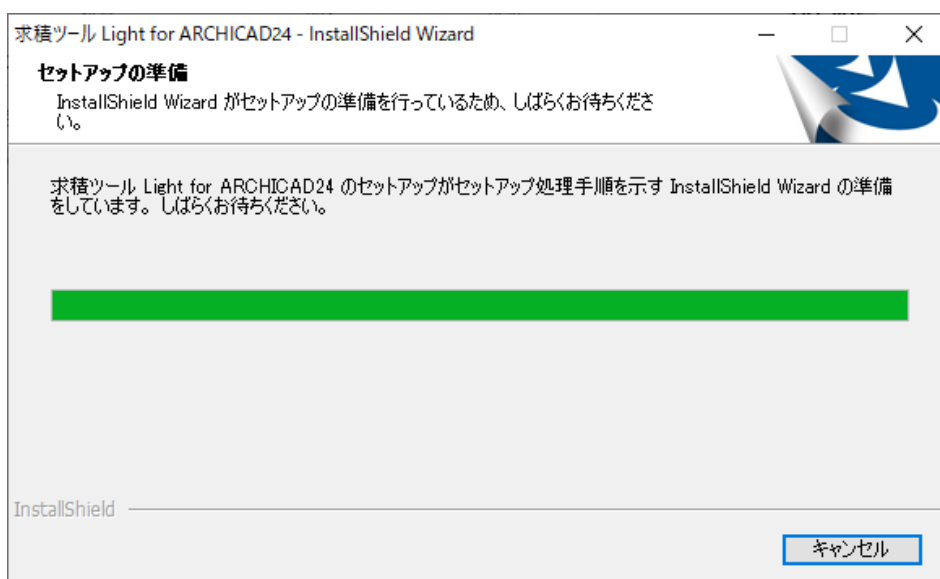 求積ツール Light for ARCHICAD24 - InstallShield Wizard
セットアップの準備
InstallShield Wizard がセットアップの準備を行っているため、しばらくお待ちくださ
い。
求積ツール Light for ARCHICAD24 のセットアップがセットアップ処理手順を示す InstallShield Wizard の準備
をしています。しばらくお待ちください。
InstallShield
キャンセル